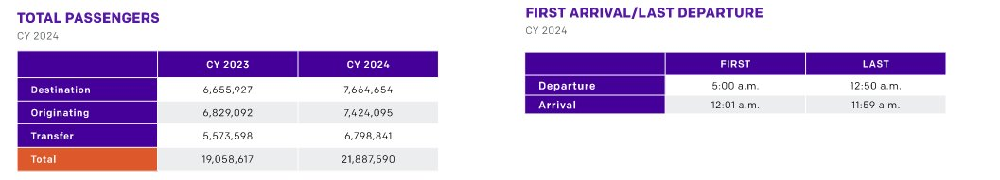 TOTAL PASSENGERS
CY 2024
CY 2023 CY 2024
Destination 6,655,927 7,664,654
Originating 6,829,092 7,424,095
Transfer 5,573,598 6,798,841
Total 19,058,617 21,887,590
FIRST ARRIVAL/LAST DEPARTURE
CY 2024
FIRST LAST
Departure 5:00 a.m. 12:50 a.m.
Arrival 12:01 a.m. 11:59 a.m.